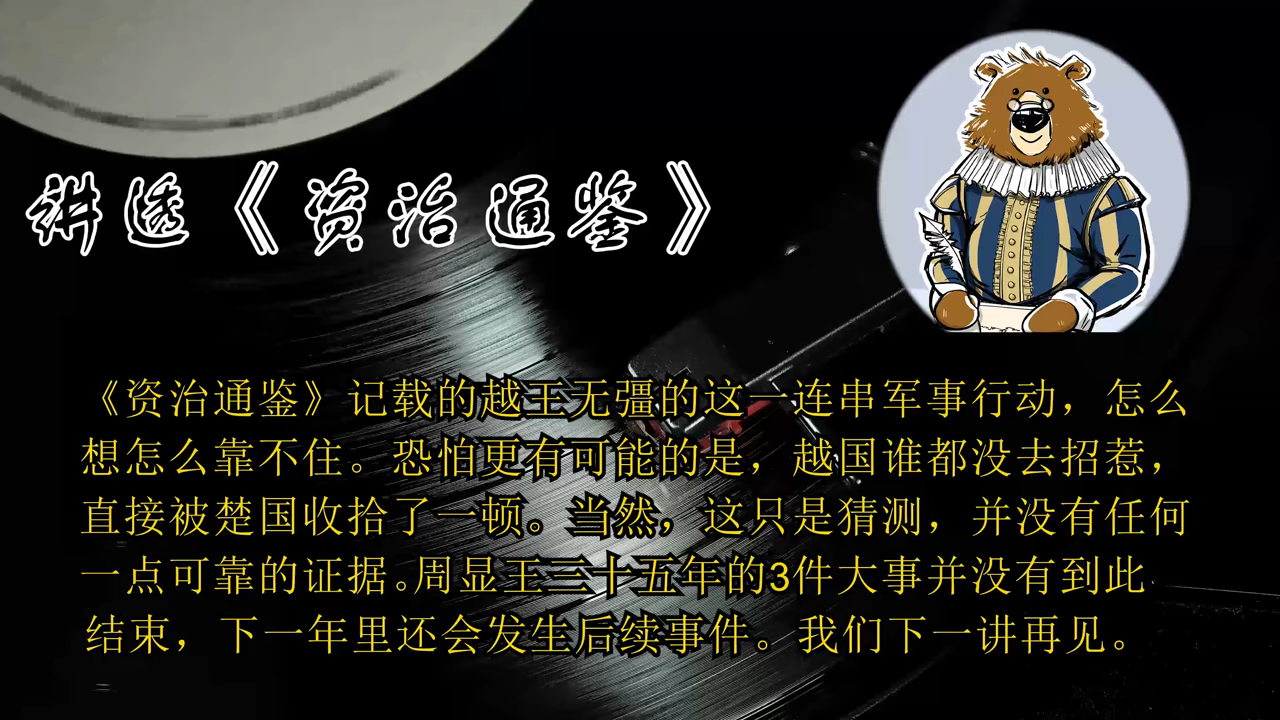 讲透《资治通鉴》
《资治通鉴》记载的越王无彊的这一连串军事行动，怎么
想怎么靠不住。恐怕更有可能的是，越国谁都没去招惹，
直接被楚国收拾了一顿。当然，这只是猜测，并没有任何
一点可靠的证据。周显王三十五年的3件大事并没有到此
结束，下一年里还会发生后续事件。我们下一讲再见。